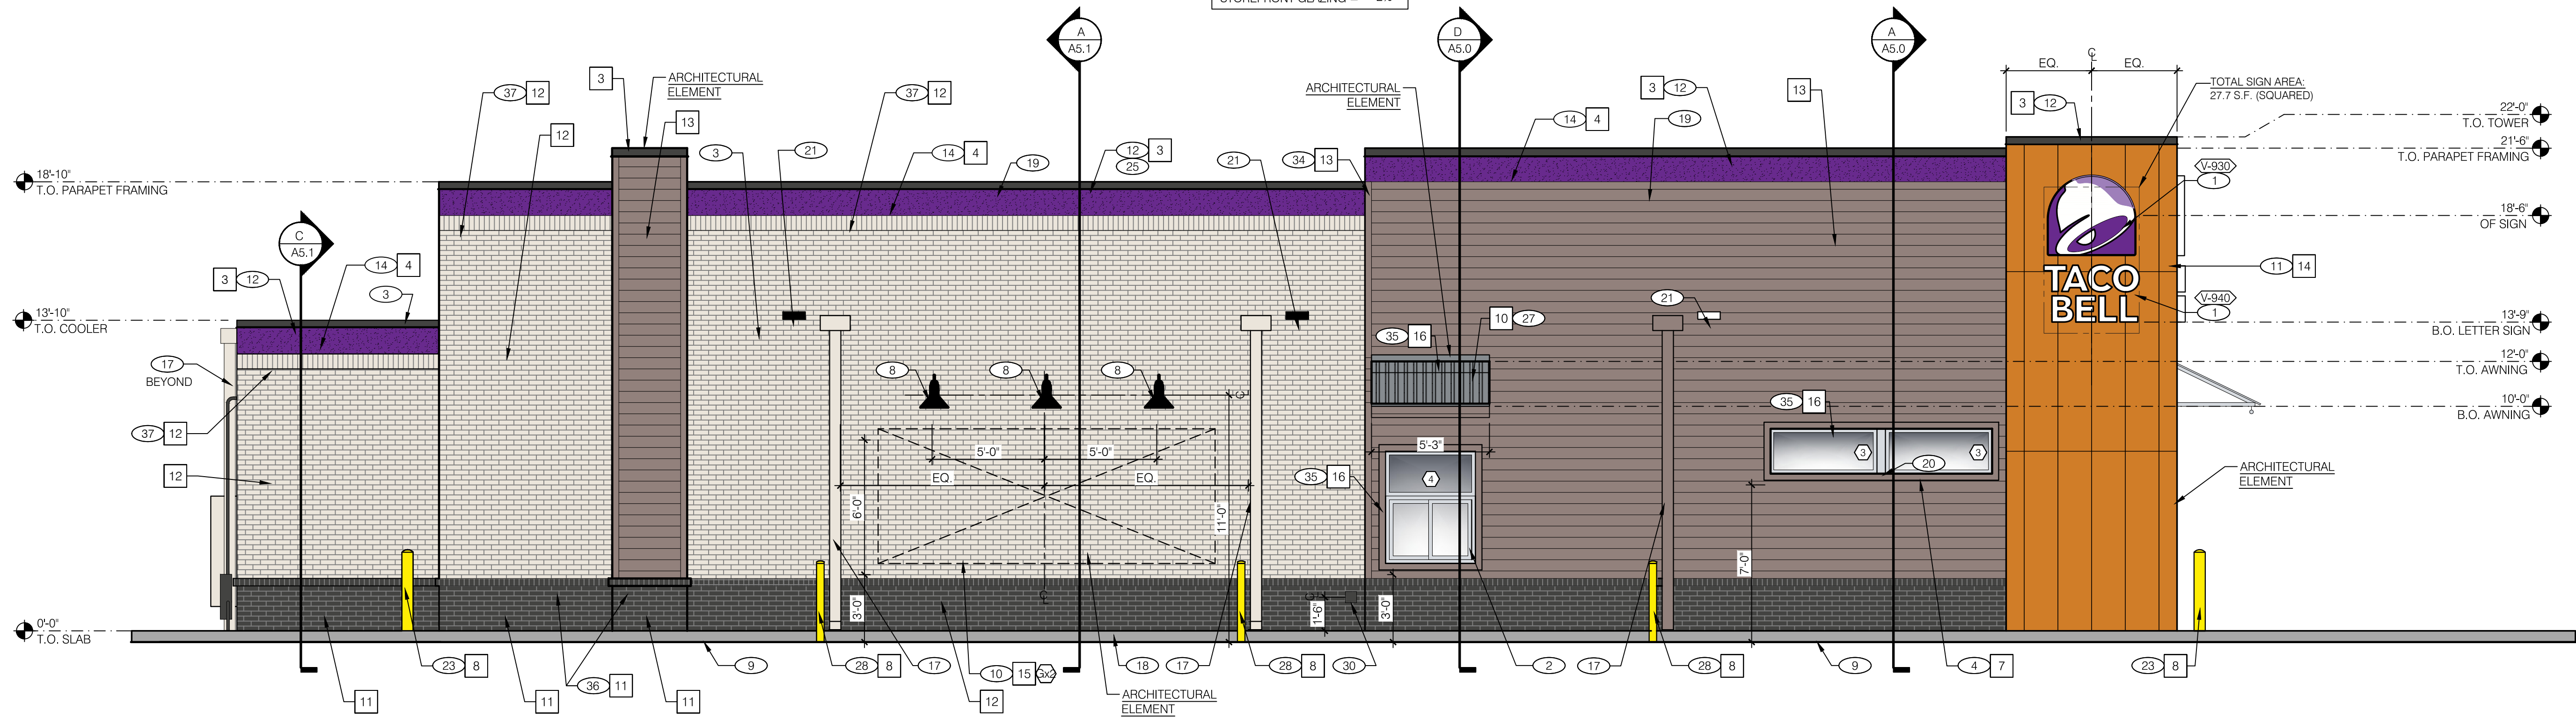 A
A5.1
D
A5.0
A
A5.0
EQ.
EQ.
TOTAL SIGN AREA:
27.7 S.F. (SQUARED)
3
ARCHITECTURAL
ELEMENT
37 12
13
12
3
37 12
21
14 4
19
12 3
25
21
ARCHITECTURAL
ELEMENT
34 13
14 4
3 12
19
13
3 12
22'-0"
T.O. TOWER
21'-6"
T.O. PARAPET FRAMING
V-930
1
18'-6"
OF SIGN
11 14
V-940
1
13'-9"
B.O. LETTER SIGN
12'-0"
T.O. AWNING
10'-0"
B.O. AWNING
TACO
BELL
18'-10"
T.O. PARAPET FRAMING
C
A5.1
3 12
14 4
3
13'-10"
T.O. COOLER
17
BEYOND
37 12
12
8
8
8
5'-0"
5'-0"
EQ.
EQ.
6'-0"
11'-0"
3'-0"
1'-6"
3'-0"
35 16
10 27
21
5'-3"
4
35 16
35 16
3
3
20
7'-0"
ARCHITECTURAL
ELEMENT
0'-0"
T.O. SLAB
11
23 8
11
36 11
11
9
28 8
17
10 15 Gx2
12
ARCHITECTURAL
ELEMENT
18
17
28 8
30
2
17
28 8
9
4 7
23 8